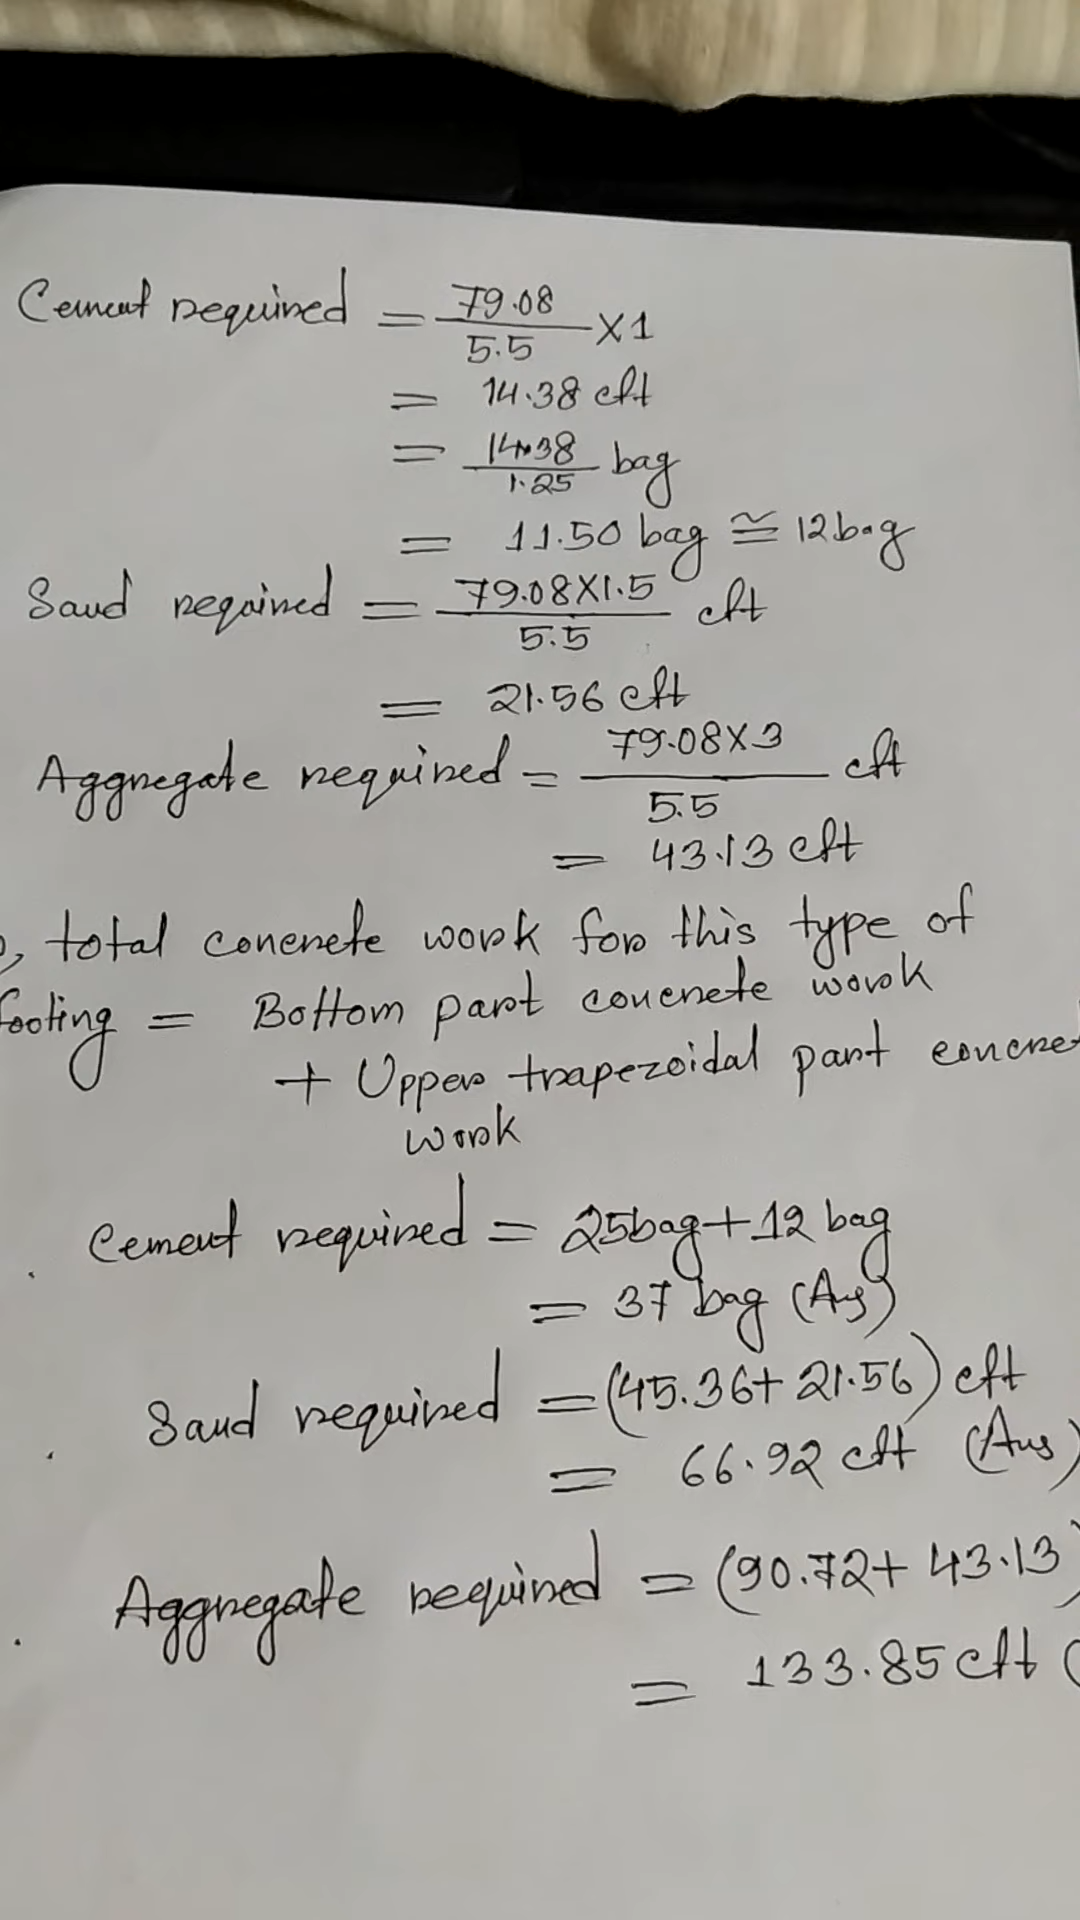 Cement required = 79.08 / 5.5 × 1
= 14.38 cft
= 14.38 / 1.25 bag
= 11.50 bag ≅ 12 bag
Sand required = 79.08×1.5 / 5.5 cft
= 21.56 cft
Aggregate required = 79.08×3 / 5.5 cft
= 43.13 cft
, total concrete work for this type of
footing = Bottom part concrete work
+ Upper trapezoidal part concre
work
Cement required = 25bag+12 bag
= 37 bag (Ans)
Sand required = (45.36+21.56) cft
= 66.92 cft (Ans)
Aggregate required = (90.72+43.13)
= 133.85 cft (